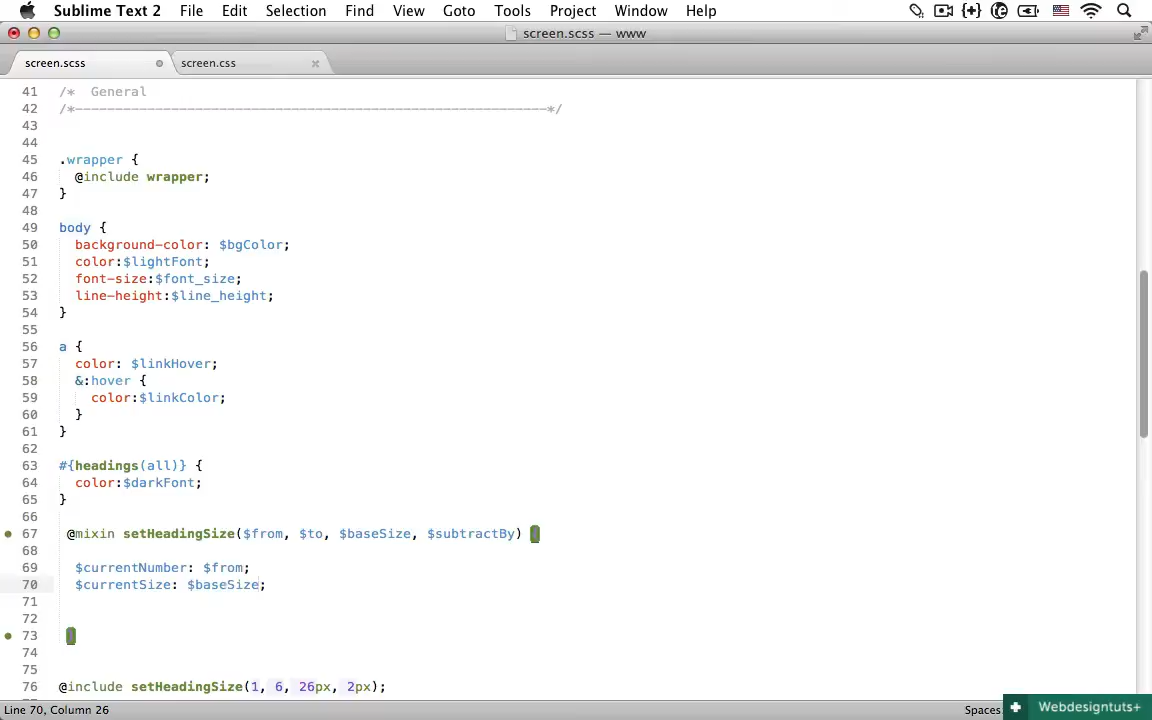 Sublime Text 2 File Edit Selection Find View Goto Tools Project Window Help
screen.scss — www
screen.scss screen.css
41 /* General
42 /*-----------------------------------------------------------*/
43
44
45 .wrapper {
46 @include wrapper;
47 }
48
49 body {
50 background-color: $bgColor;
51 color:$lightFont;
52 font-size:$font_size;
53 line-height:$line_height;
54 }
55
56 a {
57 color: $linkHover;
58 &:hover {
59 color:$linkColor;
60 }
61 }
62
63 #{headings(all)} {
64 color:$darkFont;
65 }
66
67 @mixin setHeadingSize($from, $to, $baseSize, $subtractBy) {
68
69 $currentNumber: $from;
70 $currentSize: $baseSize;
71
72
73 }
74
75
76 @include setHeadingSize(1, 6, 26px, 2px);
Line 70, Column 26 Spaces
Webdesigntuts+